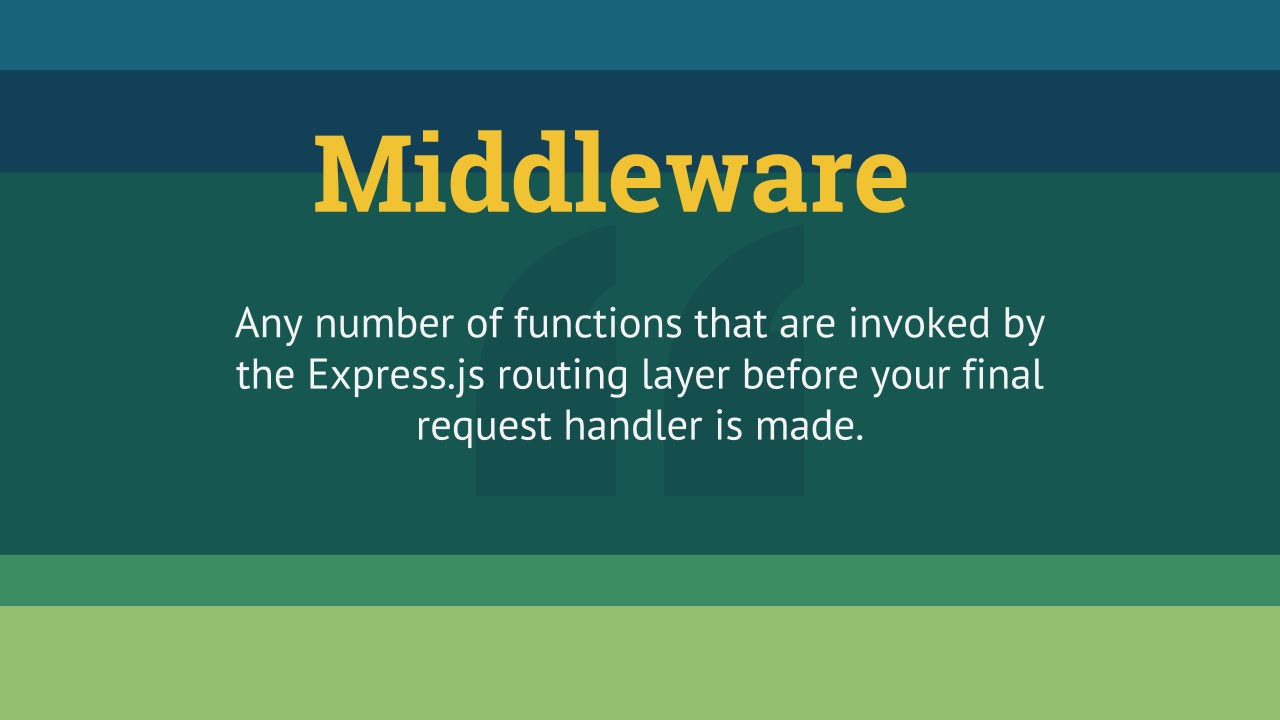 Middleware
Any number of functions that are invoked by
the Express.js routing layer before your final
request handler is made.